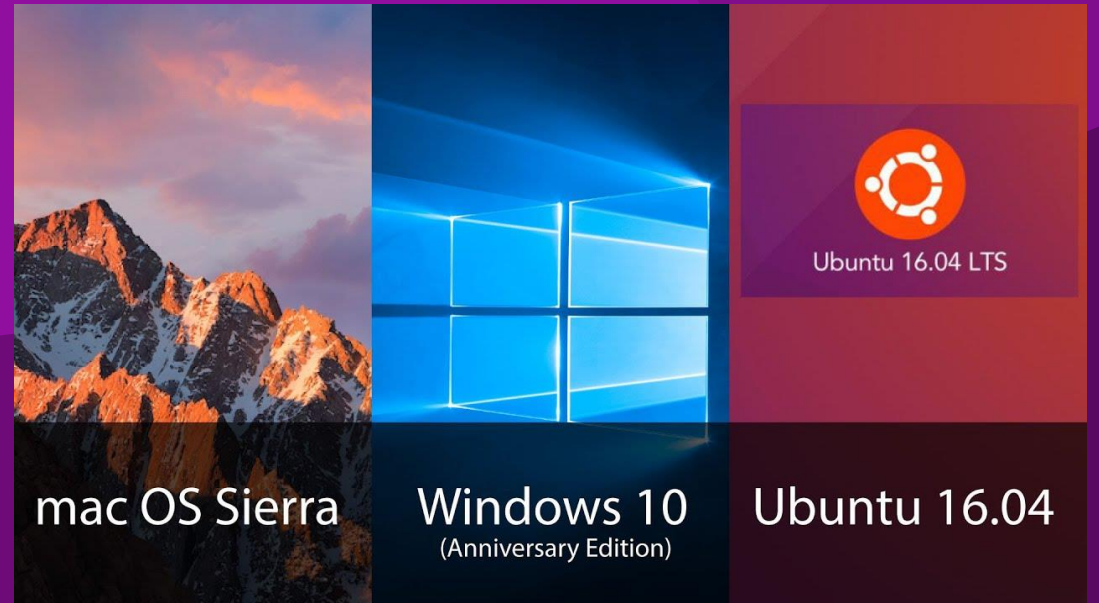 Ubuntu 16.04 LTS
mac OS Sierra
Windows 10
(Anniversary Edition)
Ubuntu 16.04